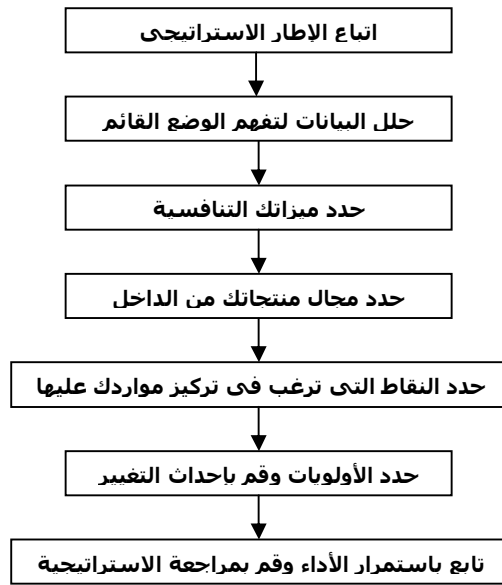 اتباع الإطار الاستراتيجى
حلل البيانات لتفهم الوضع القائم
حدد ميزاتك التنافسية
حدد مجال منتجاتك من الداخل
حدد النقاط التى ترغب فى تركيز مواردك عليها
حدد الأولويات وقم بإحداث التغيير
تابع باستمرار الأداء وقم بمراجعة الاستراتيجية